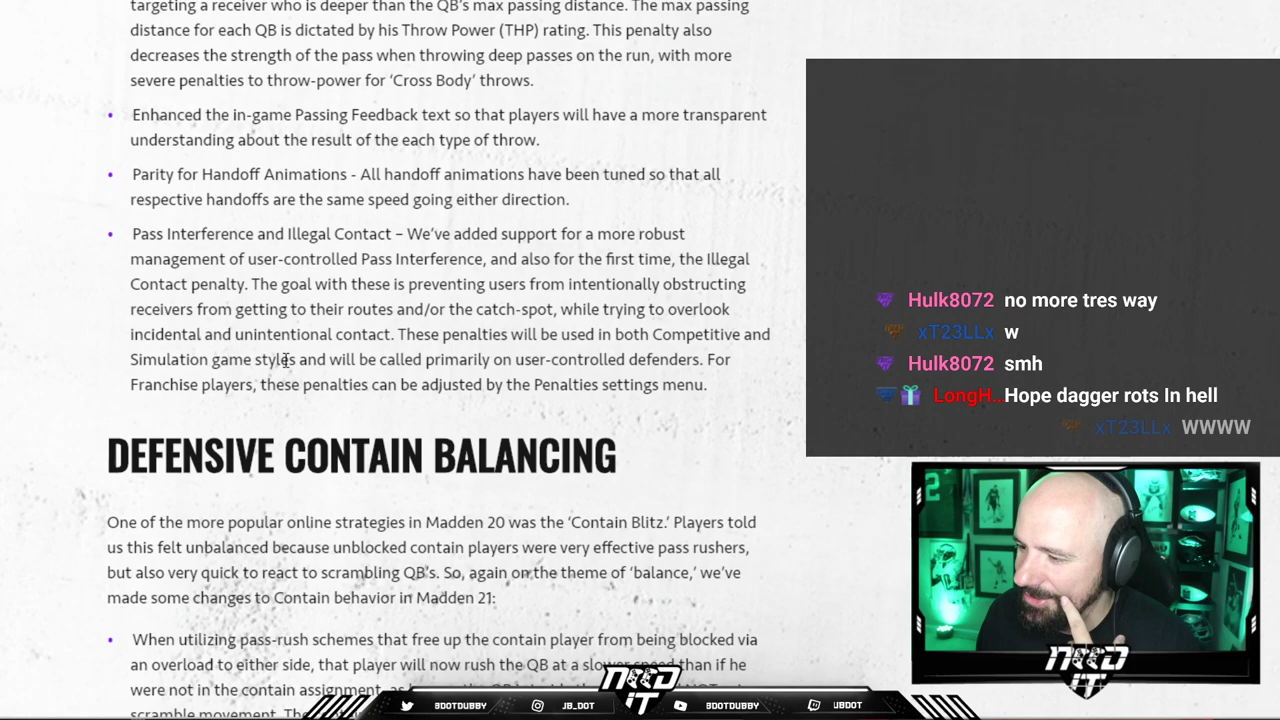 targeting a receiver who is deeper than the QB's max passing distance. The max passing
distance for each QB is dictated by his Throw Power (THP) rating. This penalty also
decreases the strength of the pass when throwing deep passes on the run, with more
severe penalties to throw-power for 'Cross Body' throws.
• Enhanced the in-game Passing Feedback text so that players will have a more transparent
understanding about the result of the each type of throw.
• Parity for Handoff Animations - All handoff animations have been tuned so that all
respective handoffs are the same speed going either direction.
• Pass Interference and Illegal Contact – We've added support for a more robust
management of user-controlled Pass Interference, and also for the first time, the Illegal
Contact penalty. The goal with these is preventing users from intentionally obstructing
receivers from getting to their routes and/or the catch-spot, while trying to overlook
incidental and unintentional contact. These penalties will be used in both Competitive and
Simulation game styles and will be called primarily on user-controlled defenders. For
Franchise players, these penalties can be adjusted by the Penalties settings menu.
DEFENSIVE CONTAIN BALANCING
One of the more popular online strategies in Madden 20 was the 'Contain Blitz.' Players told
us this felt unbalanced because unblocked contain players were very effective pass rushers,
but also very quick to react to scrambling QB's. So, again on the theme of 'balance,' we've
made some changes to Contain behavior in Madden 21:
• When utilizing pass-rush schemes that free up the contain player from being blocked via
an overload to either side, that player will now rush the QB at a slower speed than if he
were not in the contain assignment,
scramble movement.
Hulk8072 no more tres way
xT23LLx w
Hulk8072 smh
LongH... Hope dagger rots In hell
xT23LLx WWWW
NRD
IT
NRD
IT
BDOTDUBBY
JB_DOT
BDOTDUBBY
UBDOT